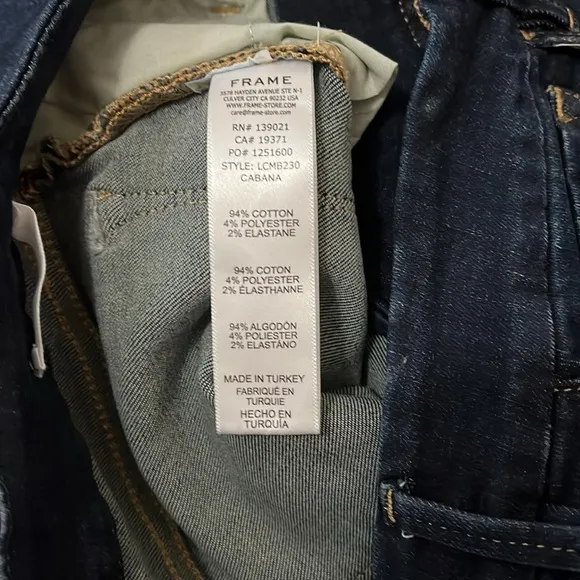 FRAME
3578 HAYDEN AVENUE STE N-1
CULVER CITY CA 90232 USA
WWW.FRAME-STORE.COM
care@frame-store.com
RN# 139021
CA# 19371
PO# 1251600
STYLE: LCMB230
CABANA
94% COTTON
4% POLYESTER
2% ELASTANE
94% COTON
4% POLYESTER
2% ÉLASTHANNE
94% ALGODÓN
4% POLIESTER
2% ELASTÁNO
MADE IN TURKEY
FABRIQUÉ EN
TURQUIE
HECHO EN
TURQUÍA